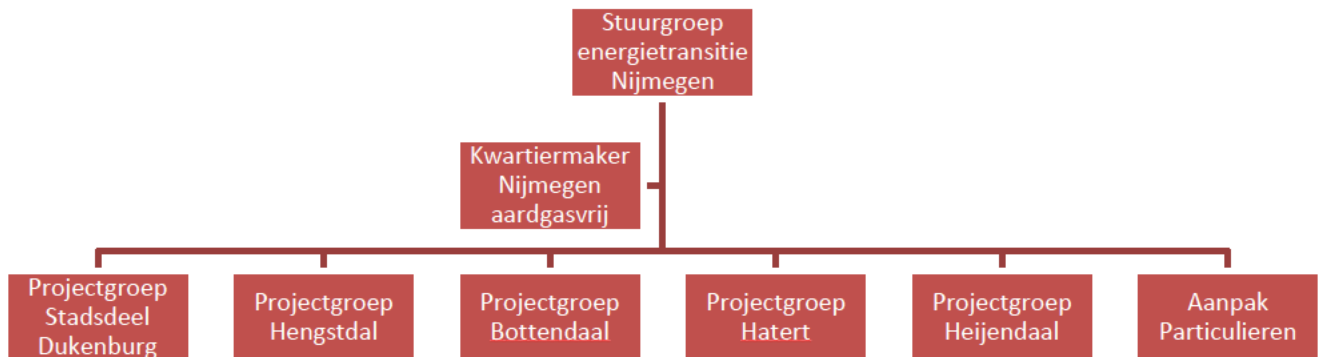 Stuurgroep
energietransitie
Nijmegen
Kwartiermaker
Nijmegen
aardgasvrij
Projectgroep
Stadsdeel
Dukenburg
Projectgroep
Hengstdal
Projectgroep
Bottendaal
Projectgroep
Hatert
Projectgroep
Heijendaal
Aanpak
Particulieren